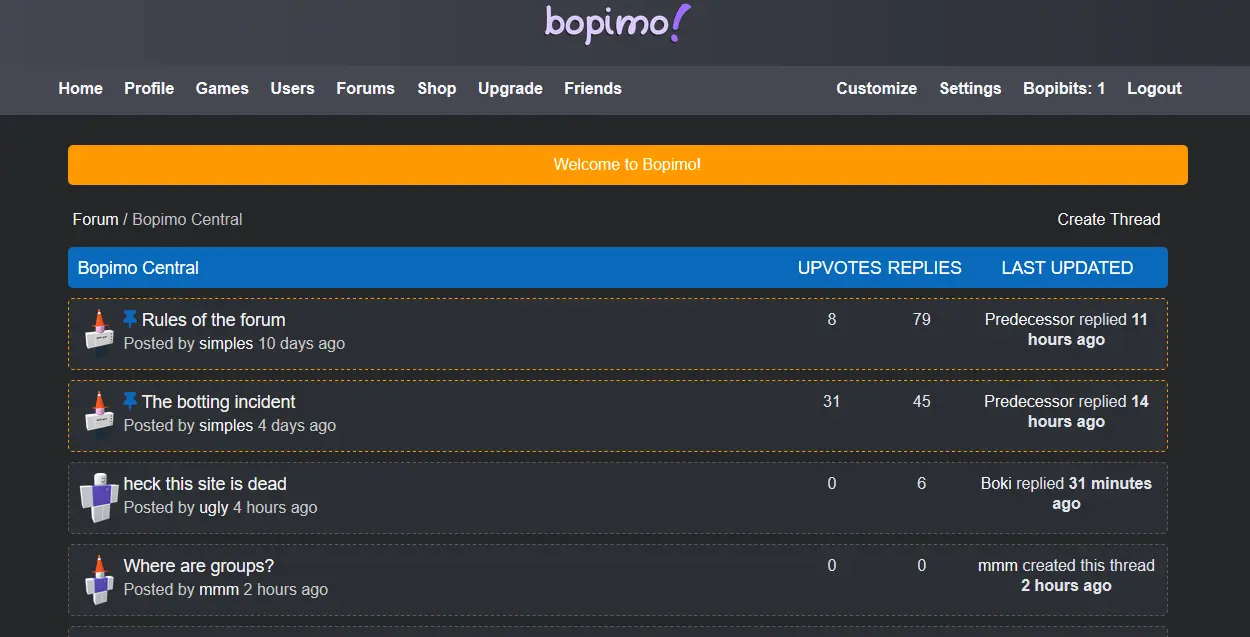 bopimo!
Home Profile Games Users Forums Shop Upgrade Friends Customize Settings Bopibits: 1 Logout
Welcome to Bopimo!
Forum / Bopimo Central Create Thread
Bopimo Central UPVOTES REPLIES LAST UPDATED
Rules of the forum 8 79 Predecessor replied 11
Posted by simples 10 days ago hours ago
The botting incident 31 45 Predecessor replied 14
Posted by simples 4 days ago hours ago
heck this site is dead 0 6 Boki replied 31 minutes
Posted by ugly 4 hours ago ago
Where are groups? 0 0 mmm created this thread
Posted by mmm 2 hours ago 2 hours ago